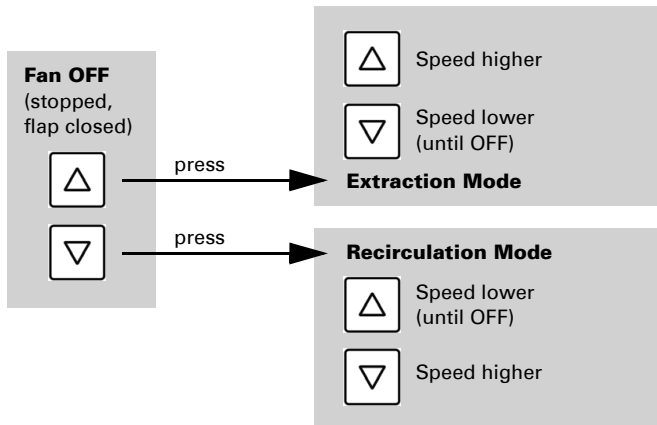 Fan OFF
(stopped,
flap closed)
press
press
Speed higher
Speed lower
(until OFF)
Extraction Mode
Recirculation Mode
Speed lower
(until OFF)
Speed higher